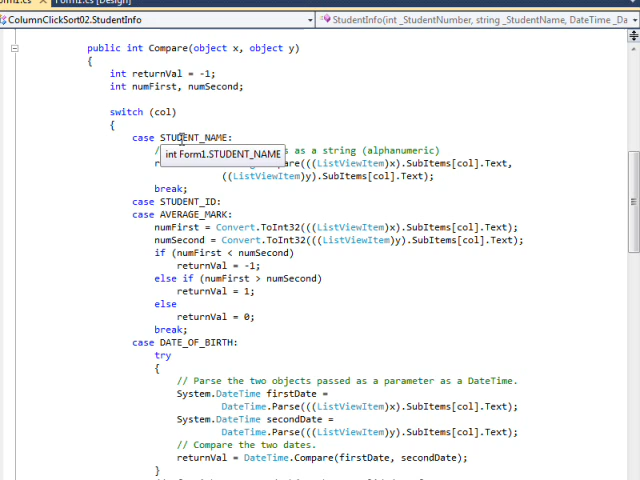 Form1.cs Form1.cs [Design]
ColumnClickSort02.StudentInfo StudentInfo(int _StudentNumber, string _StudentName, DateTime _Da
public int Compare(object x, object y)
{
int returnVal = -1;
int numFirst, numSecond;
switch (col)
{
case STUDENT_NAME:
s as a string (alphanumeric)
int Form1.STUDENT_NAME
(((ListViewItem)x).SubItems[col].Text,
((ListViewItem)y).SubItems[col].Text);
break;
case STUDENT_ID:
case AVERAGE_MARK:
numFirst = Convert.ToInt32(((ListViewItem)x).SubItems[col].Text);
numSecond = Convert.ToInt32(((ListViewItem)y).SubItems[col].Text);
if (numFirst < numSecond)
returnVal = -1;
else if (numFirst > numSecond)
returnVal = 1;
else
returnVal = 0;
break;
case DATE_OF_BIRTH:
try
{
// Parse the two objects passed as a parameter as a DateTime.
System.DateTime firstDate =
DateTime.Parse(((ListViewItem)x).SubItems[col].Text);
System.DateTime secondDate =
DateTime.Parse(((ListViewItem)y).SubItems[col].Text);
// Compare the two dates.
returnVal = DateTime.Compare(firstDate, secondDate);
}